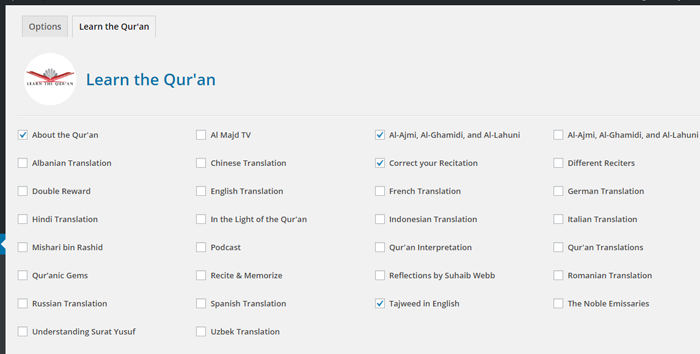 Options Learn the Qur'an
LEARN THE QUR'AN
Learn the Qur'an
About the Qur'an Al Majd TV Al-Ajmi, Al-Ghamidi, and Al-Lahuni Al-Ajmi, Al-Ghamidi, and Al-Lahuni
Albanian Translation Chinese Translation Correct your Recitation Different Reciters
Double Reward English Translation French Translation German Translation
Hindi Translation In the Light of the Qur'an Indonesian Translation Italian Translation
Mishari bin Rashid Podcast Qur'an Interpretation Qur'an Translations
Qur'anic Gems Recite & Memorize Reflections by Suhaib Webb Romanian Translation
Russian Translation Spanish Translation Tajweed in English The Noble Emissaries
Understanding Surat Yusuf Uzbek Translation